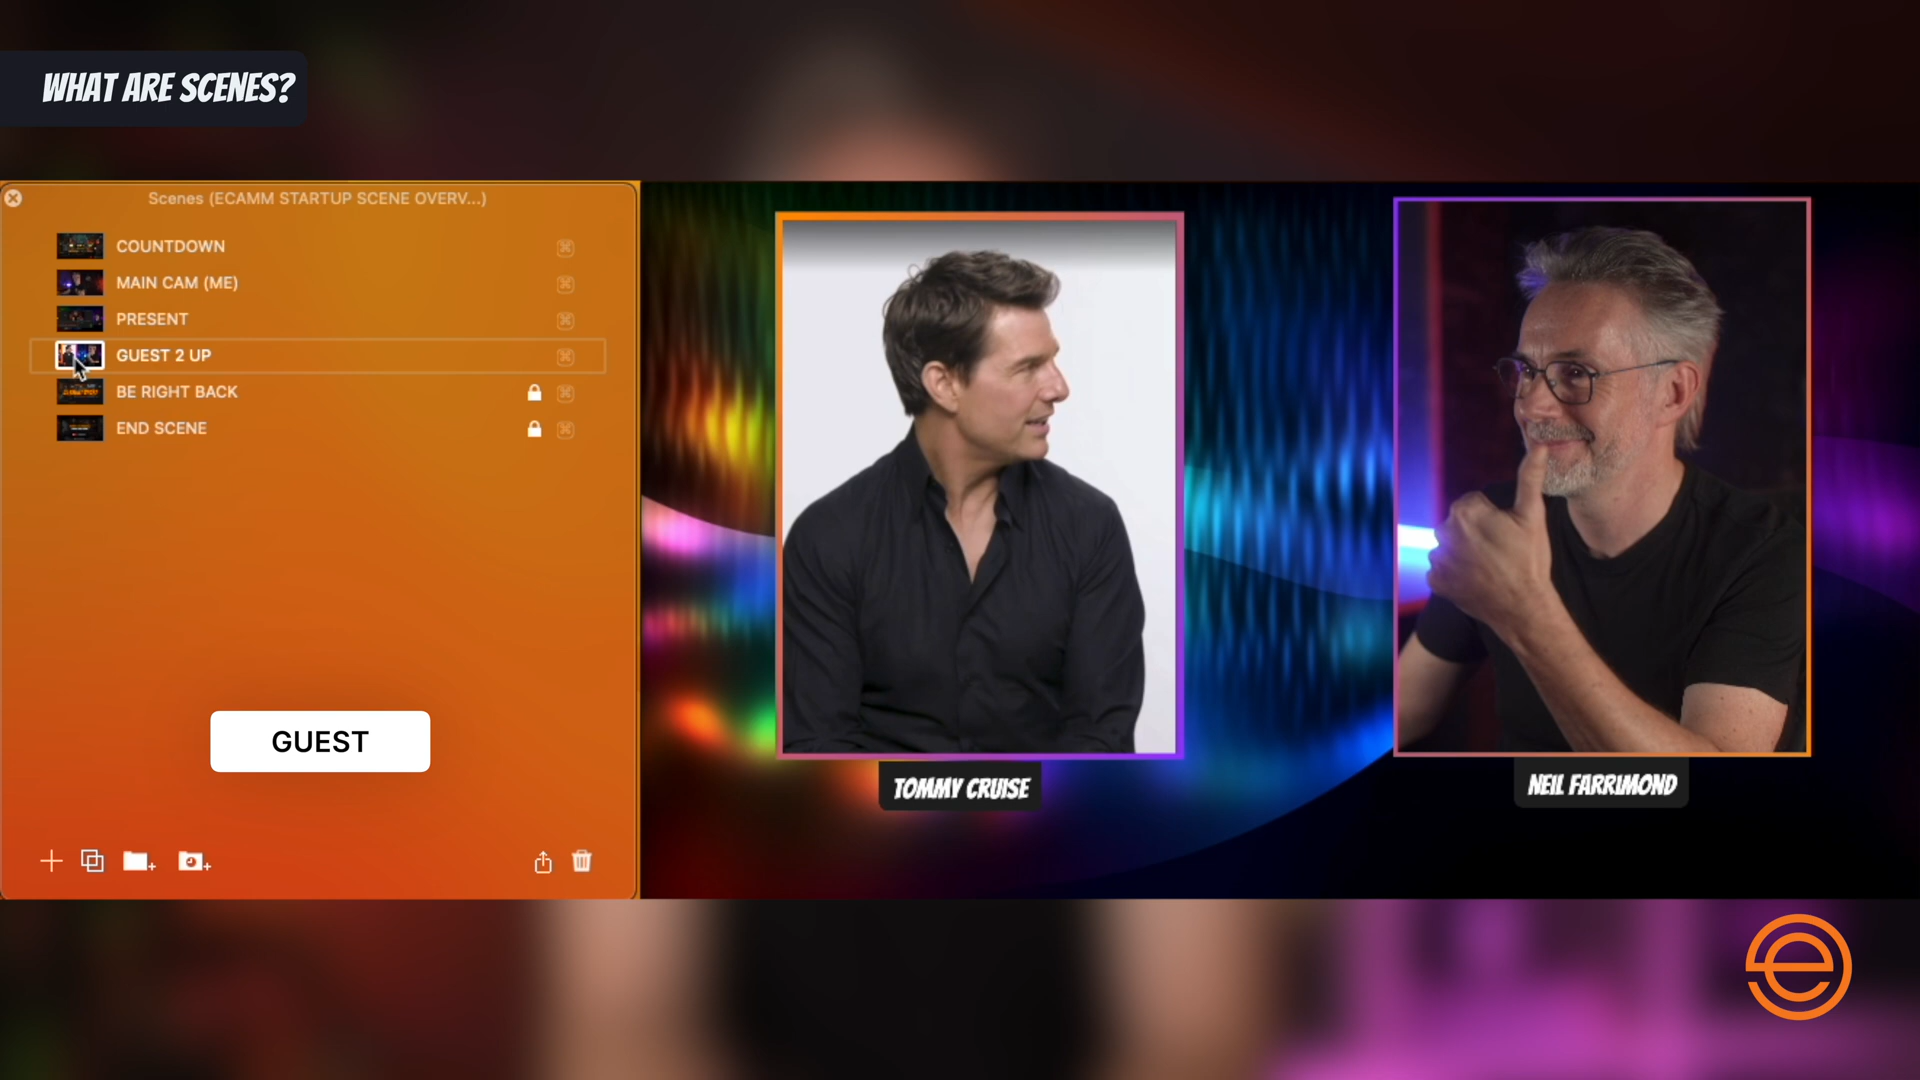 WHAT ARE SCENES?
Scenes (ECAMM STARTUP SCENE OVERV...)
COUNTDOWN
MAIN CAM (ME)
PRESENT
GUEST 2 UP
BE RIGHT BACK
END SCENE
GUEST
TOMMY CRUISE
NEIL FARRIMOND